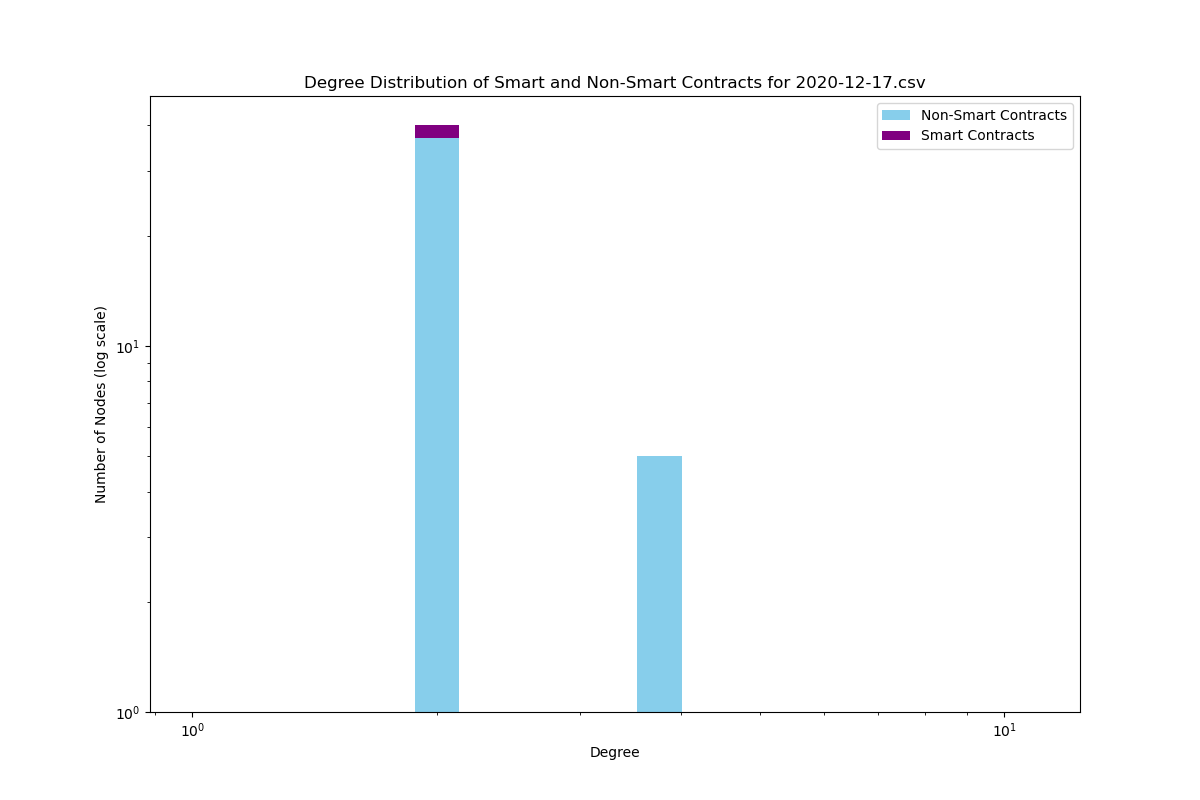 Degree Distribution of Smart and Non-Smart Contracts for 2020-12-17.csv
Non-Smart Contracts
Smart Contracts
Number of Nodes (log scale)
10¹
10⁰
10⁰
10¹
Degree